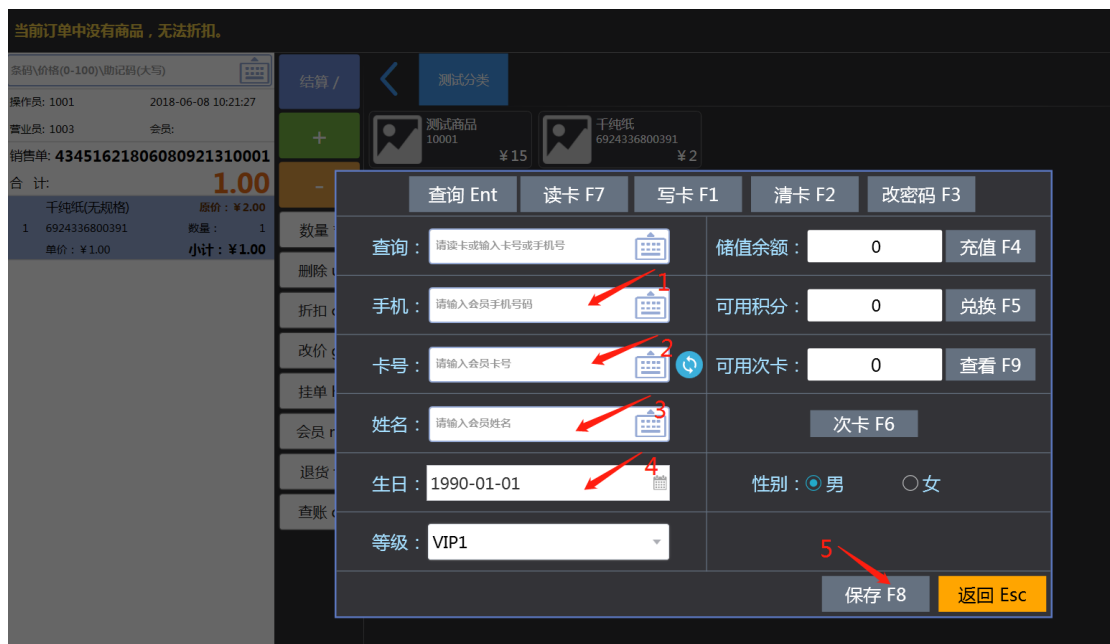 当前订单中没有商品，无法折扣。
条码\价格(0-100)\助记码(大写)
操作员: 1001 2018-06-08 10:21:27
营业员: 1003 会员:
销售单: 43451621806080921310001
合 计: 1.00
千纯纸(无规格) 原价：￥2.00
1 6924336800391 数量： 1
单价：￥1.00 小计：￥1.00
结算 /
+
-
数量
删除
折扣
改价
挂单
会员
退货
查账
测试分类
测试商品
10001
￥15
千纯纸
6924336800391
￥2
查询 Ent 读卡 F7 写卡 F1 清卡 F2 改密码 F3
查询： 请读卡或输入卡号或手机号 储值余额： 0 充值 F4
1
手机： 请输入会员手机号码 可用积分： 0 兑换 F5
2
卡号： 请输入会员卡号 可用次卡： 0 查看 F9
3
姓名： 请输入会员姓名 次卡 F6
4
生日： 1990-01-01 性别： 男 女
等级： VIP1
5
保存 F8 返回 Esc